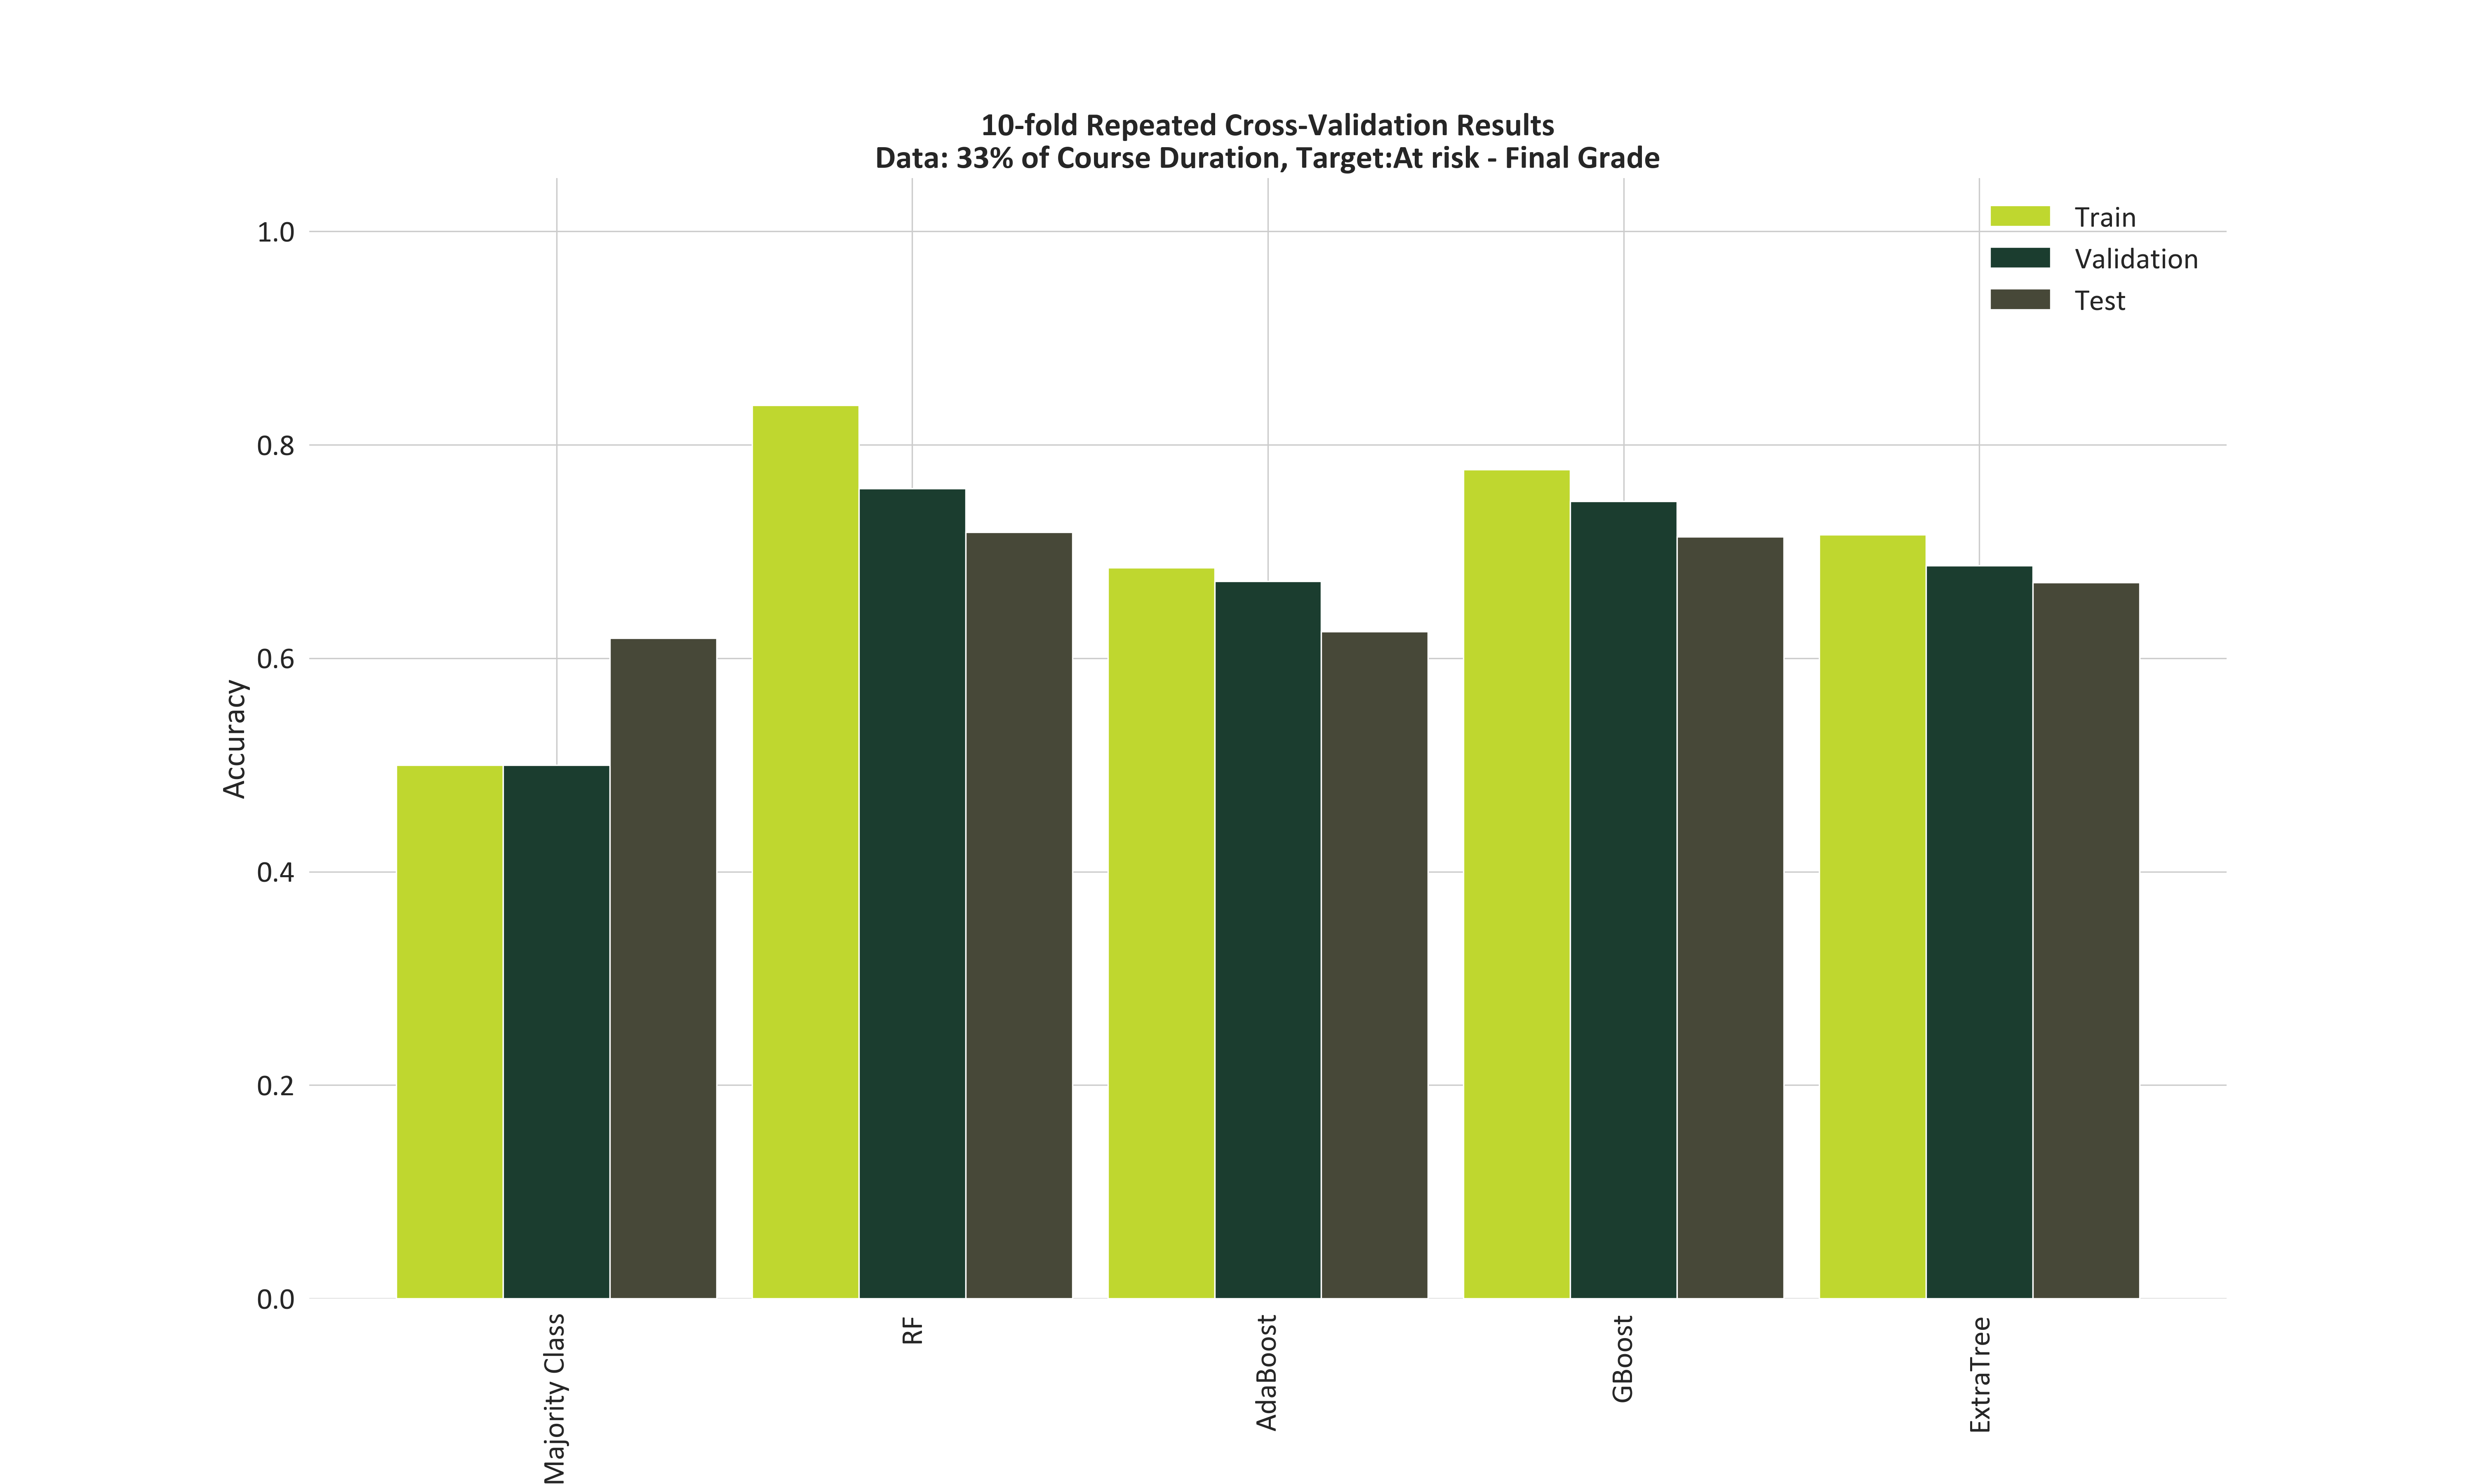 10-fold Repeated Cross-Validation Results
Data: 33% of Course Duration, Target:At risk - Final Grade
Train
Validation
Test
1.0
0.8
0.6
0.4
0.2
0.0
Accuracy
Majority Class
RF
AdaBoost
GBoost
ExtraTree